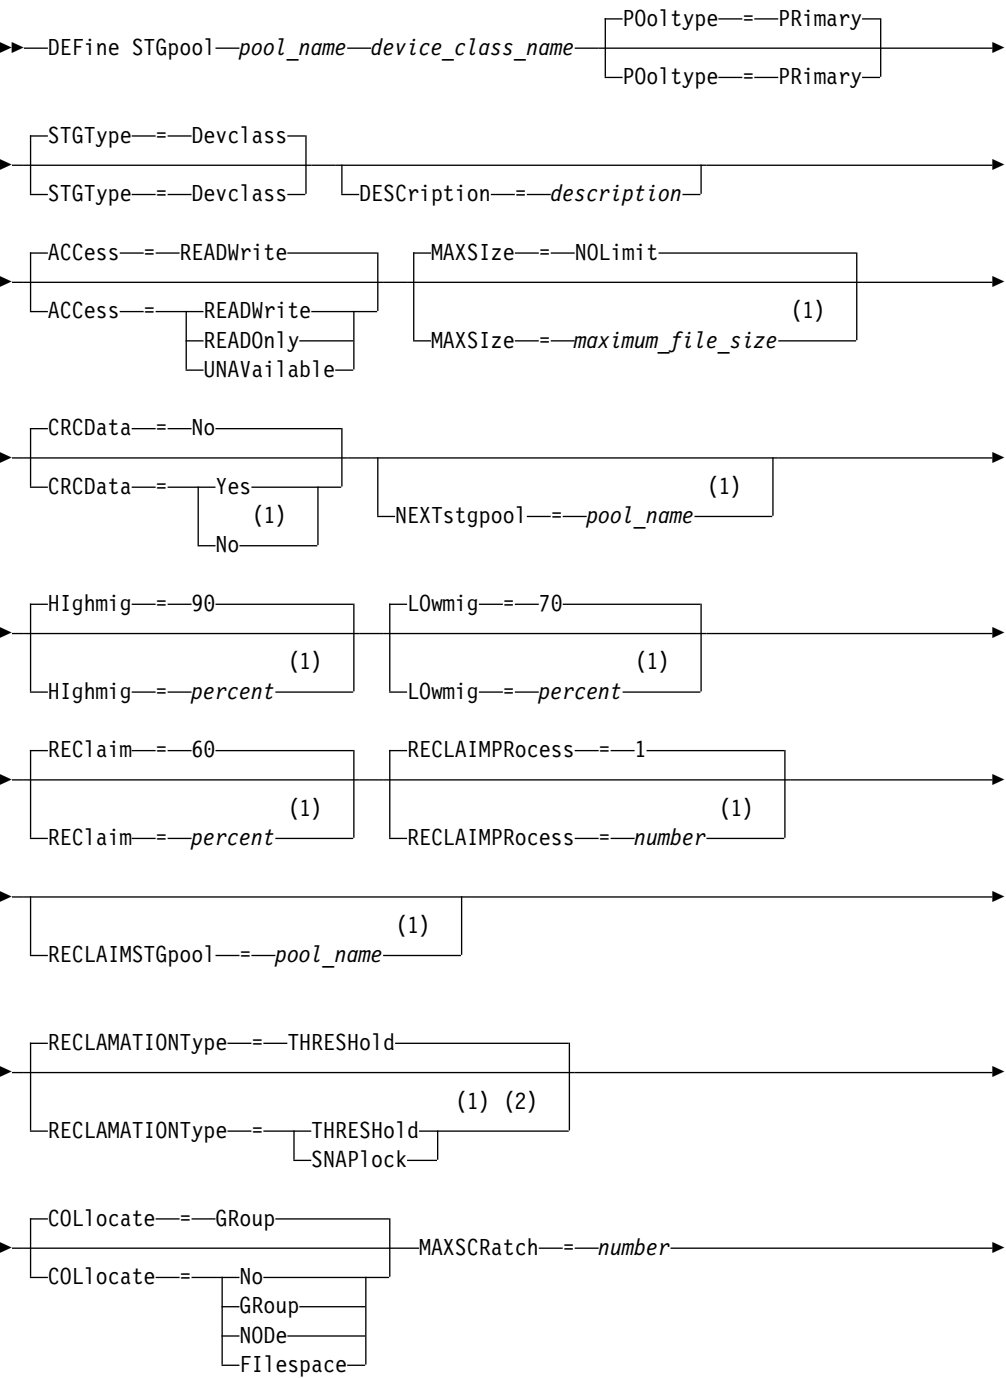 POoltype = PRimary
DEFine STGpool pool_name device_class_name
POoltype = PRimary
STGType = Devclass
STGType = Devclass
DESCription = description
ACCess = READWrite
ACCess = READWrite
READOnly
UNAVailable
MAXSIze = NOLimit
(1)
MAXSIze = maximum_file_size
CRCData = No
CRCData = Yes
(1)
No
(1)
NEXTstgpool = pool_name
HIghmig = 90
(1)
HIghmig = percent
LOwmig = 70
(1)
LOwmig = percent
REClaim = 60
(1)
REClaim = percent
RECLAIMPRocess = 1
(1)
RECLAIMPRocess = number
(1)
RECLAIMSTGpool = pool_name
RECLAMATIONType = THRESHold
(1) (2)
RECLAMATIONType = THRESHold
SNAPlock
COLlocate = GRoup
COLlocate = No
GRoup
NODe
FIlespace
MAXSCRatch = number